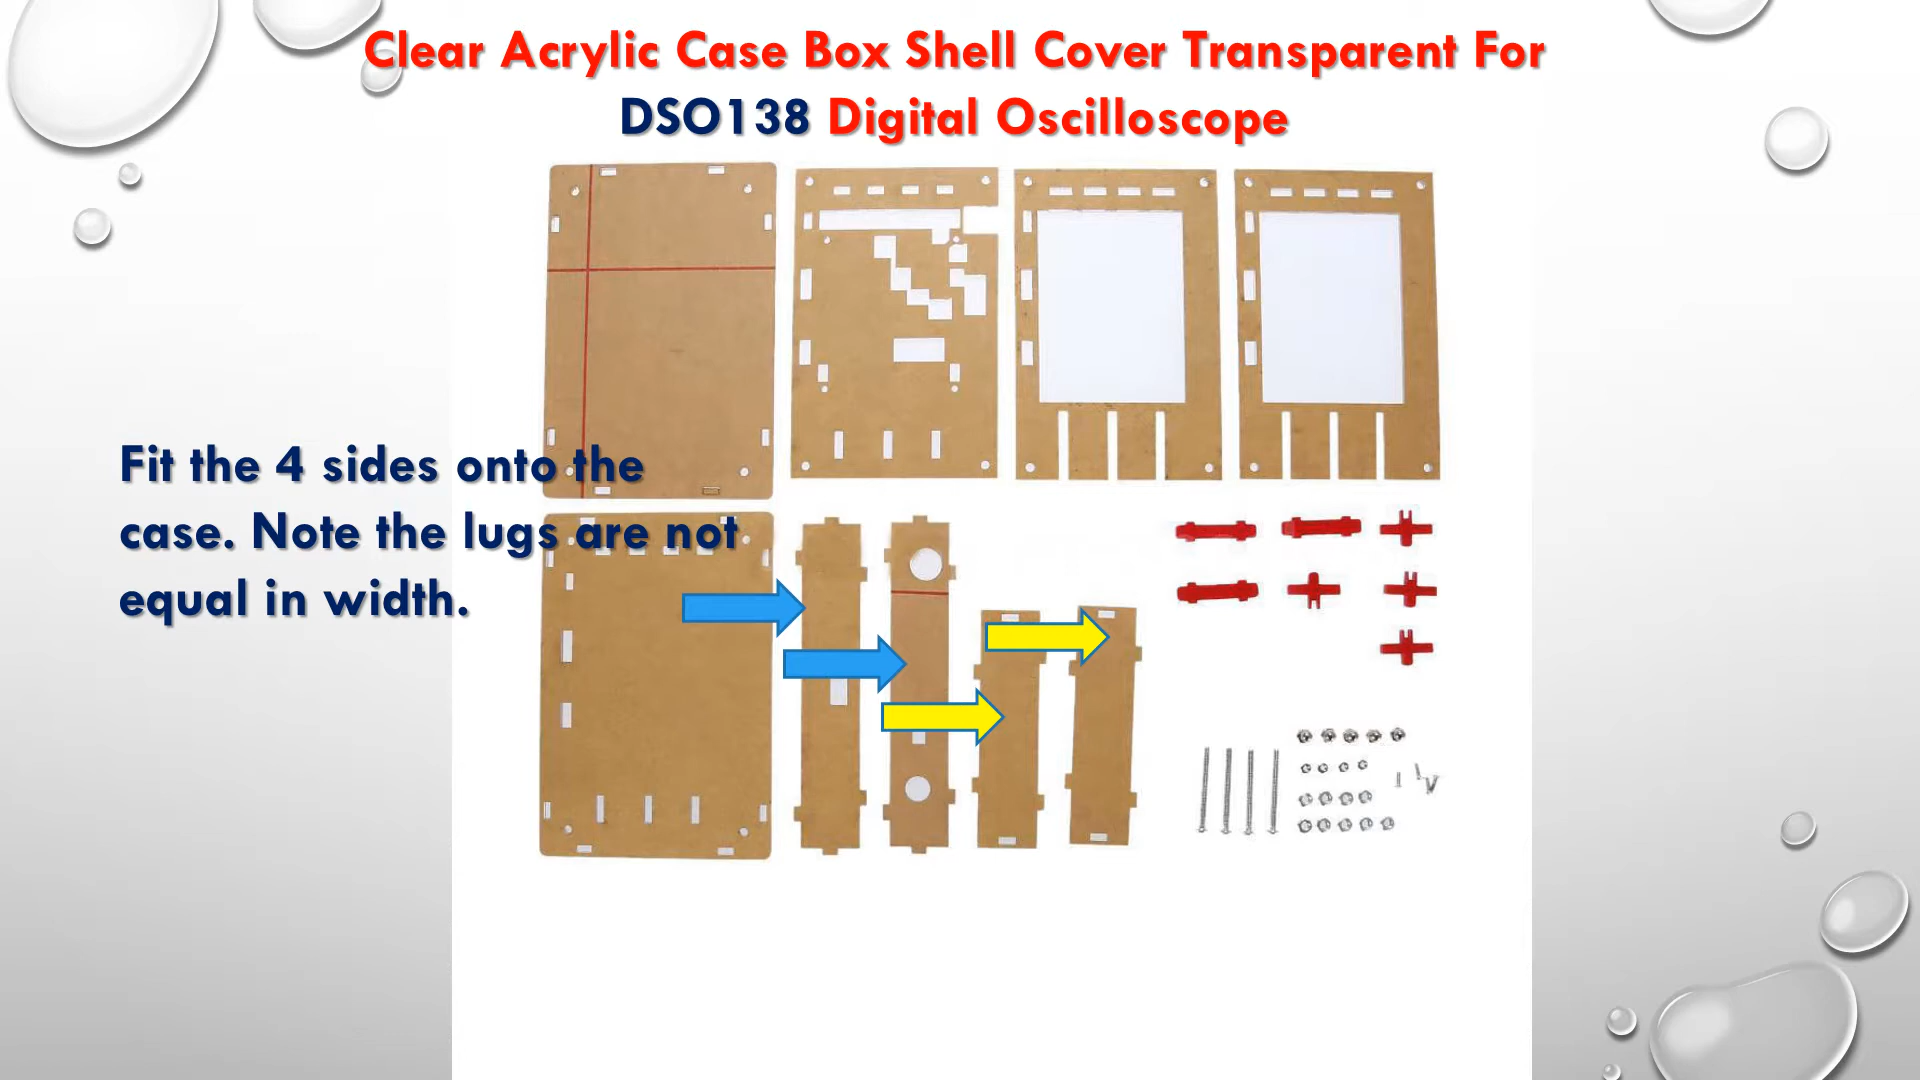 Clear Acrylic Case Box Shell Cover Transparent For
DSO138 Digital Oscilloscope
Fit the 4 sides onto the
case. Note the lugs are not
equal in width.